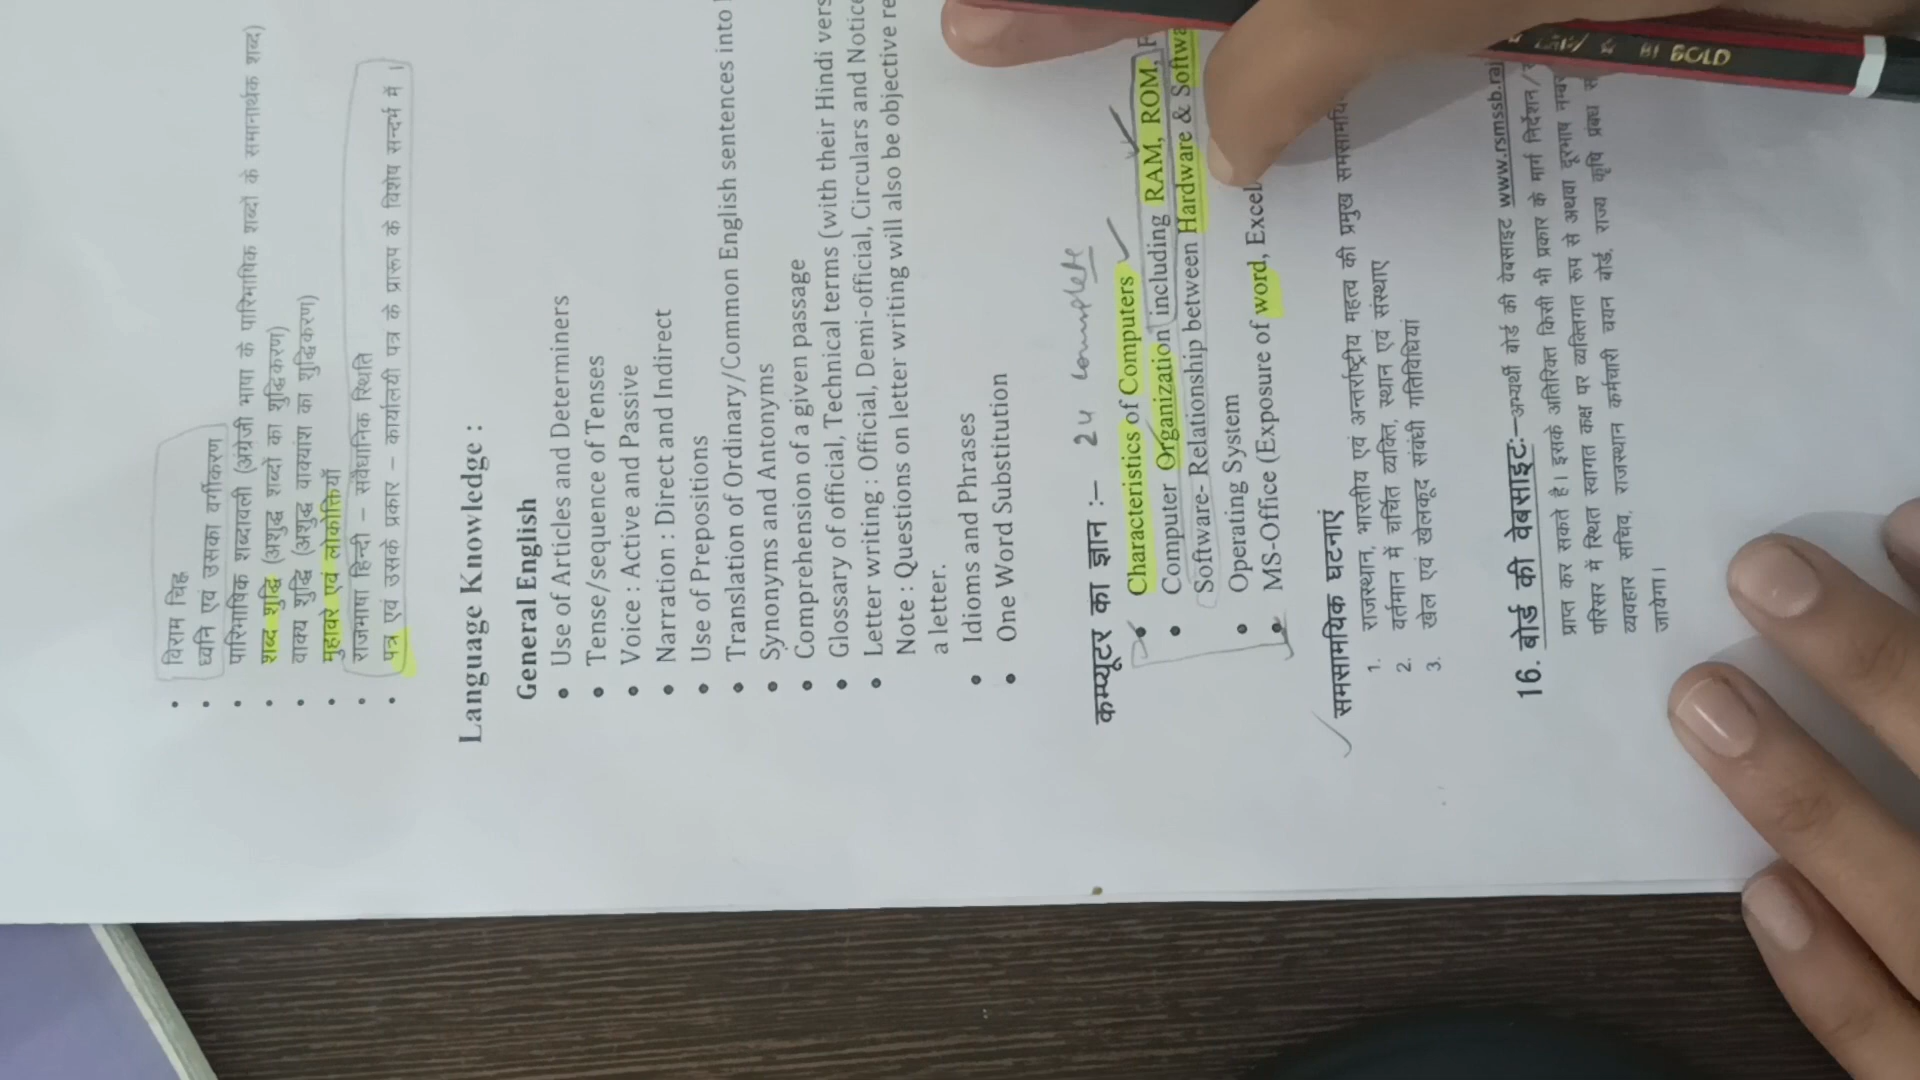 • विराम चिह्न
• ध्वनि एवं उसका वर्गीकरण
• पारिभाषिक शब्दावली (अंग्रेजी भाषा के पारिभाषिक शब्दों के समानार्थक शब्द)
• शब्द शुद्धि (अशुद्ध शब्दों का शुद्धिकरण)
• वाक्य शुद्धि (अशुद्ध वाक्यांश का शुद्धिकरण)
• मुहावरे एवं लोकोक्तियाँ
• राजभाषा हिन्दी – संवैधानिक स्थिति
• पत्र एवं उसके प्रकार – कार्यालयी पत्र के प्रारूप के विशेष सन्दर्भ में।
Language Knowledge :
General English
• Use of Articles and Determiners
• Tense/sequence of Tenses
• Voice : Active and Passive
• Narration : Direct and Indirect
• Use of Prepositions
• Translation of Ordinary/Common English sentences into
• Synonyms and Antonyms
• Comprehension of a given passage
• Glossary of official, Technical terms (with their Hindi vers
• Letter writing : Official, Demi-official, Circulars and Notice
Note : Questions on letter writing will also be objective re
a letter.
• Idioms and Phrases
• One Word Substitution
कम्प्यूटर का ज्ञान :– 24 complete
• Characteristics of Computers
• Computer Organization including RAM, ROM, F
Software- Relationship between Hardware & Softwa
• Operating System
• MS-Office (Exposure of word, Excel
समसामयिक घटनाएं
1. राजस्थान, भारतीय एवं अन्तर्राष्ट्रीय महत्व की प्रमुख समसामयि
2. वर्तमान में चर्चित व्यक्ति, स्थान एवं संस्थाए
3. खेल एवं खेलकूद संबंधी गतिविधियां
16. बोर्ड की वेबसाइट:–अभ्यर्थी बोर्ड की वेबसाइट www.rsmssb.raj
प्राप्त कर सकते है। इसके अतिरिक्त किसी भी प्रकार के मार्ग निर्देशन/
परिसर में स्थित स्वागत कक्ष पर व्यक्तिगत रूप से अथवा दूरभाष नम्बर
व्यवहार सचिव, राजस्थान कर्मचारी चयन बोर्ड, राज्य कृषि प्रबंध
जायेगा।
GOLD